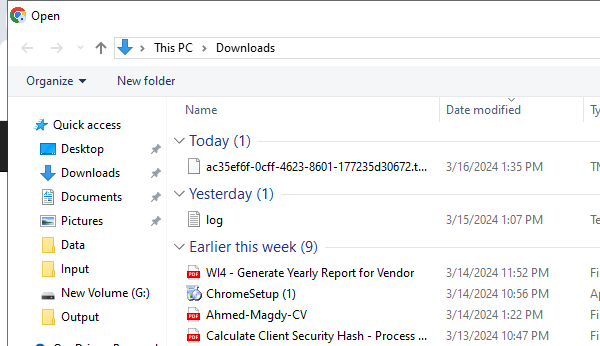 Open
This PC > Downloads
Organize New folder
Name Date modified Ty
Quick access
Desktop
Downloads
Documents
Pictures
Data
Input
New Volume (G:)
Output
Today (1)
ac35ef6f-0cff-4623-8601-177235d30672.t... 3/16/2024 1:35 PM TM
Yesterday (1)
log 3/15/2024 1:07 PM Te
Earlier this week (9)
WI4 - Generate Yearly Report for Vendor 3/14/2024 11:52 PM Fi
ChromeSetup (1) 3/14/2024 10:56 PM Ap
Ahmed-Magdy-CV 3/14/2024 1:22 PM Fi
Calculate Client Security Hash - Process ... 3/13/2024 10:47 PM Fi